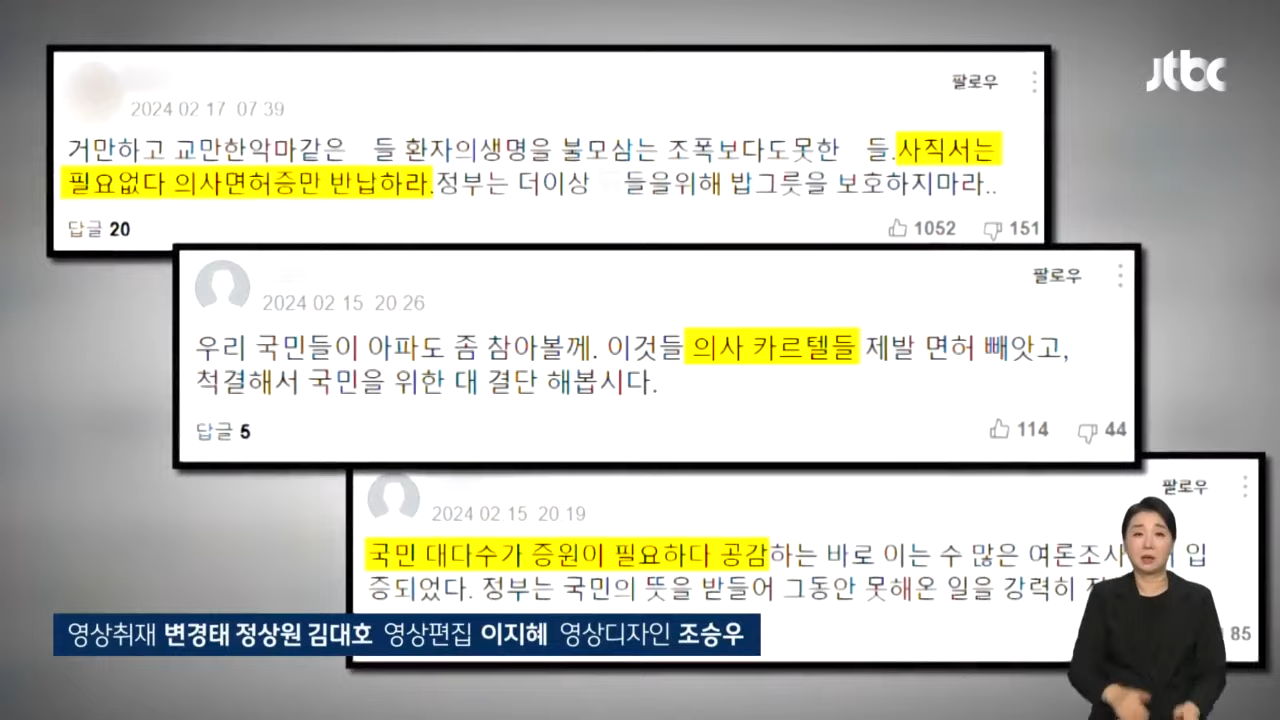 jtbc
팔로우
2024 02 17 07 39
거만하고 교만한악마같은 들 환자의생명을 불모삼는 조폭보다도못한 들.사직서는
필요없다 의사면허증만 반납하라.정부는 더이상 들을위해 밥그릇을 보호하지마라..
답글 20
1052 151
팔로우
2024 02 15 20 26
우리 국민들이 아파도 좀 참아볼께. 이것들 의사 카르텔들 제발 면허 빼앗고,
척결해서 국민을 위한 대 결단 해봅시다.
답글 5
114 44
팔로우
2024 02 15 20 19
국민 대다수가 증원이 필요하다 공감하는 바로 이는 수 많은 여론조사 입
증되었다. 정부는 국민의 뜻을 받들어 그동안 못해온 일을 강력히
85
영상취재 변경태 정상원 김대호 영상편집 이지혜 영상디자인 조승우